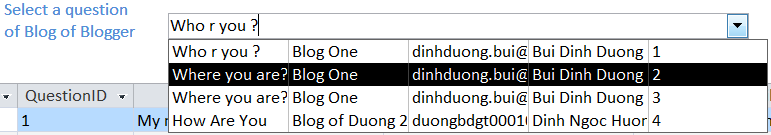 Select a question
of Blog of Blogger
Who r you ?
Who r you ? Blog One dinhduong.bui@ Bui Dinh Duong 1
Where you are? Blog One dinhduong.bui@ Bui Dinh Duong 2
Where you are? Blog One dinhduong.bui@ Bui Dinh Duong 3
How Are You Blog of Duong 2 duongbdgt00010 Dinh Ngoc Huor 4
QuestionID
1 My